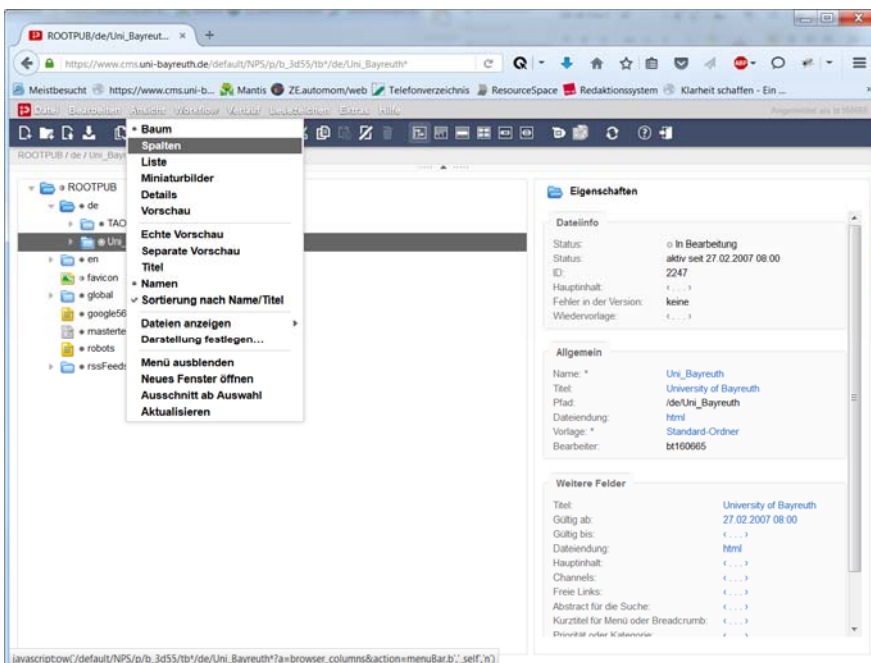 ROOTPUB/de/Uni_Bayreut... × +
https://www.cms.uni-bayreuth.de/default/NPS/p/b_3d55/tb*/de/Uni_Bayreuth*
Meistbesucht https://www.cms.uni-b... Mantis ZE.automom/web Telefonverzeichnis ResourceSpace Redaktionssystem Klarheit schaffen - Ein ...
Datei Bearbeiten Ansicht Workflow Verlauf Lesezeichen Extras Hilfe
ROOTPUB / de / Uni_Bay
Baum
Spalten
Liste
Miniaturbilder
Details
Vorschau
Echte Vorschau
Separate Vorschau
Titel
Namen
Sortierung nach Name/Titel
Dateien anzeigen
Darstellung festlegen...
Menü ausblenden
Neues Fenster öffnen
Ausschnitt ab Auswahl
Aktualisieren
ROOTPUB
de
TAO
Uni_
en
favicon
global
google56
masterte
robots
rssFeeds
Eigenschaften
Dateiinfo
Status: In Bearbeitung
Status: aktiv seit 27.02.2007 08:00
ID: 2247
Hauptinhalt: ‹ . . . ›
Fehler in der Version: keine
Wiedervorlage: ‹ . . . ›
Allgemein
Name: * Uni_Bayreuth
Titel: University of Bayreuth
Pfad: /de/Uni_Bayreuth
Dateiendung: html
Vorlage: * Standard-Ordner
Bearbeiter: bt160665
Weitere Felder
Titel: University of Bayreuth
Gültig ab: 27.02.2007 08:00
Gültig bis: ‹ . . . ›
Dateiendung: html
Hauptinhalt: ‹ . . . ›
Channels: ‹ . . . ›
Freie Links: ‹ . . . ›
Abstract für die Suche: ‹ . . . ›
Kurztitel für Menü oder Breadcrumb: ‹ . . . ›
Priorität oder Kategorie: ‹ . . . ›
javascript:ow('/default/NPS/p/b_3d55/tb*/de/Uni_Bayreuth*?a=browser_columns&action=menuBar.b','_self','n')